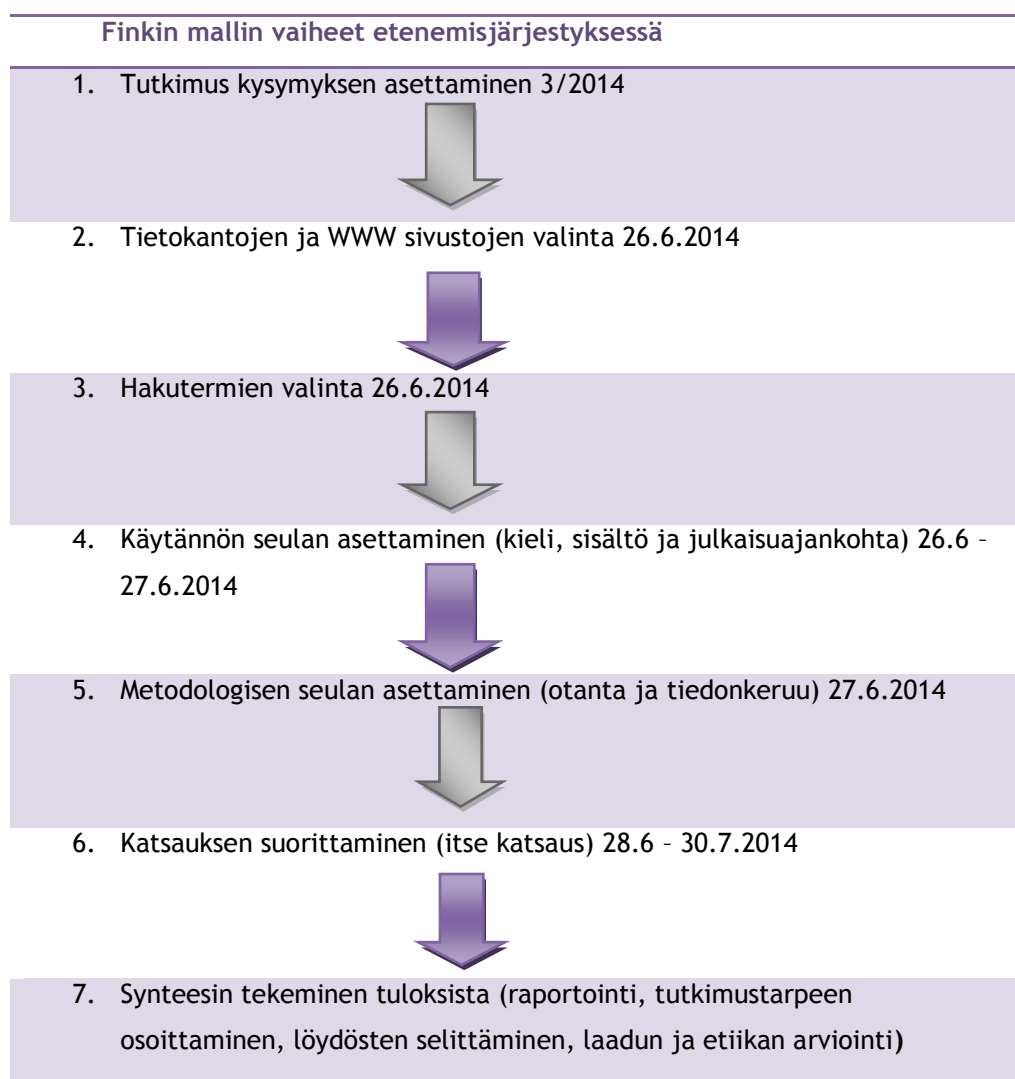 Finkin mallin vaiheet etenemisjärjestyksessä
1. Tutkimus kysymyksen asettaminen 3/2014
2. Tietokantojen ja WWW sivustojen valinta 26.6.2014
3. Hakutermien valinta 26.6.2014
4. Käytännön seulan asettaminen (kieli, sisältö ja julkaisuajankohta) 26.6 –
27.6.2014
5. Metodologisen seulan asettaminen (otanta ja tiedonkeruu) 27.6.2014
6. Katsauksen suorittaminen (itse katsaus) 28.6 – 30.7.2014
7. Synteesin tekeminen tuloksista (raportointi, tutkimustarpeen
osoittaminen, löydösten selittäminen, laadun ja etiikan arviointi)